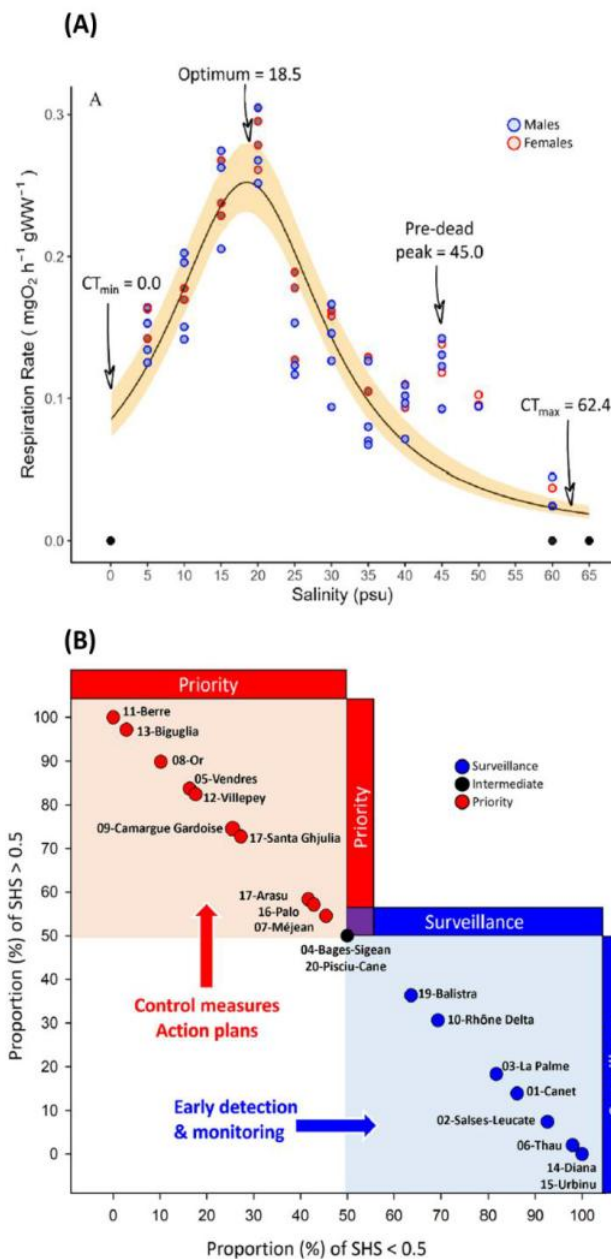 (A)
Optimum = 18.5
A
Males
Females
Pre-dead
peak = 45.0
CTmin = 0.0
CTmax = 62.4
Respiration Rate ( mgO2 h−1 gWW−1 )
0.3
0.2
0.1
0.0
0 5 10 15 20 25 30 35 40 45 50 55 60 65
Salinity (psu)
(B)
Priority
Priority
Surveillance
Surveillance
Intermediate
Priority
11-Berre
13-Biguglia
08-Or
05-Vendres
12-Villepey
09-Camargue Gardoise
17-Santa Ghjulia
17-Arasu
16-Palo
07-Méjean
04-Bages-Sigean
20-Pisciu-Cane
Control measures
Action plans
19-Balistra
10-Rhône Delta
03-La Palme
01-Canet
02-Salses-Leucate
06-Thau
14-Diana
15-Urbinu
Early detection
& monitoring
Proportion (%) of SHS > 0.5
100
90
80
70
60
50
40
30
20
10
0
0 10 20 30 40 50 60 70 80 90 100
Proportion (%) of SHS < 0.5